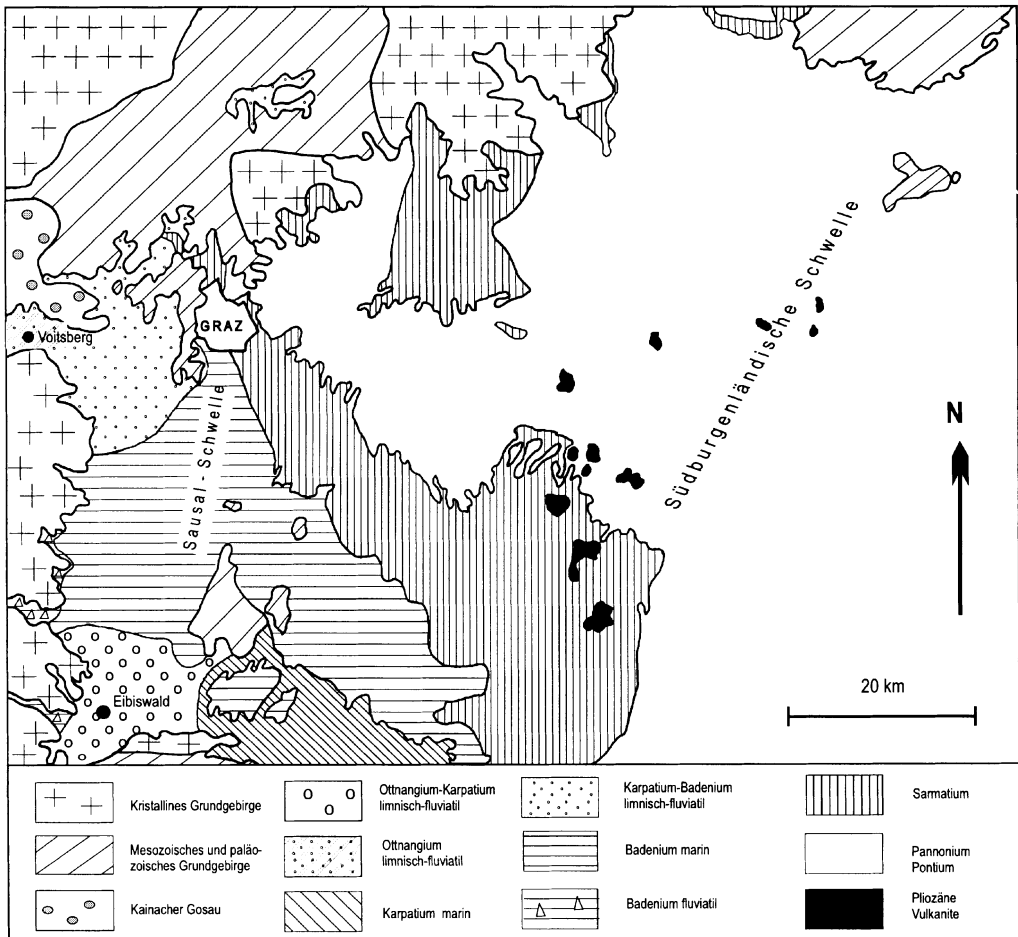 GRAZ
Voitsberg
Sausal-Schwelle
Südburgenländische Schwelle
N
Eibiswald
20 km
Kristallines Grundgebirge
Mesozoisches und paläo-
zoisches Grundgebirge
Kainacher Gosau
Ottnangium-Karpatium
limnisch-fluviatil
Ottnangium
limnisch-fluviatil
Karpatium marin
Karpatium-Badenium
limnisch-fluviatil
Badenium marin
Badenium fluviatil
Sarmatium
Pannonium
Pontium
Pliozäne
Vulkanite